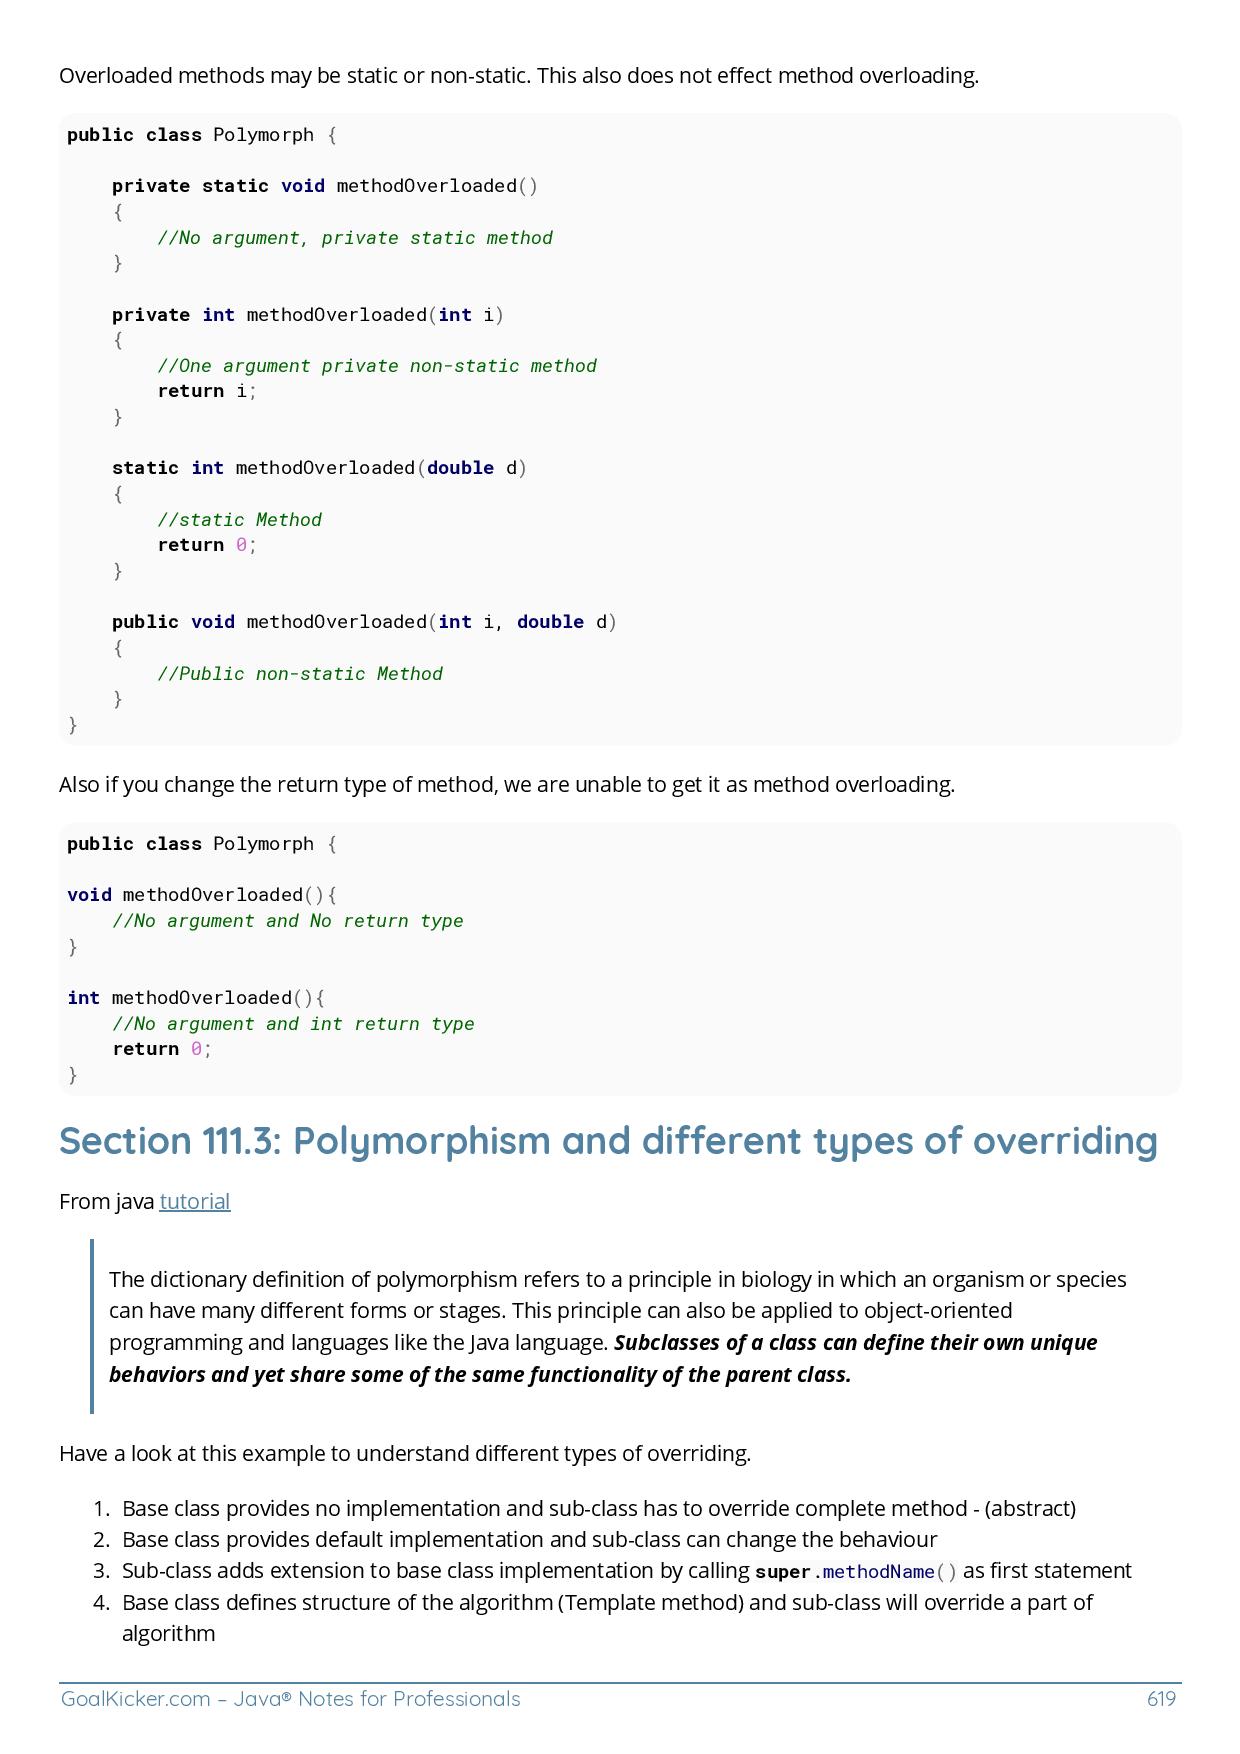 Overloaded methods may be static or non-static. This also does not effect method overloading.
public class Polymorph {
    private static void methodOverloaded()
    {
        //No argument, private static method
    }
    private int methodOverloaded(int i)
    {
        //One argument private non-static method
        return i;
    }
    static int methodOverloaded(double d)
    {
        //static Method
        return 0;
    }
    public void methodOverloaded(int i, double d)
    {
        //Public non-static Method
    }
}
Also if you change the return type of method, we are unable to get it as method overloading.
public class Polymorph {
void methodOverloaded(){
    //No argument and No return type
}
int methodOverloaded(){
    //No argument and int return type
    return 0;
}
Section 111.3: Polymorphism and different types of overriding
From java tutorial
The dictionary definition of polymorphism refers to a principle in biology in which an organism or species
can have many different forms or stages. This principle can also be applied to object-oriented
programming and languages like the Java language. Subclasses of a class can define their own unique
behaviors and yet share some of the same functionality of the parent class.
Have a look at this example to understand different types of overriding.
1. Base class provides no implementation and sub-class has to override complete method - (abstract)
2. Base class provides default implementation and sub-class can change the behaviour
3. Sub-class adds extension to base class implementation by calling super.methodName() as first statement
4. Base class defines structure of the algorithm (Template method) and sub-class will override a part of
algorithm
GoalKicker.com – Java® Notes for Professionals 619